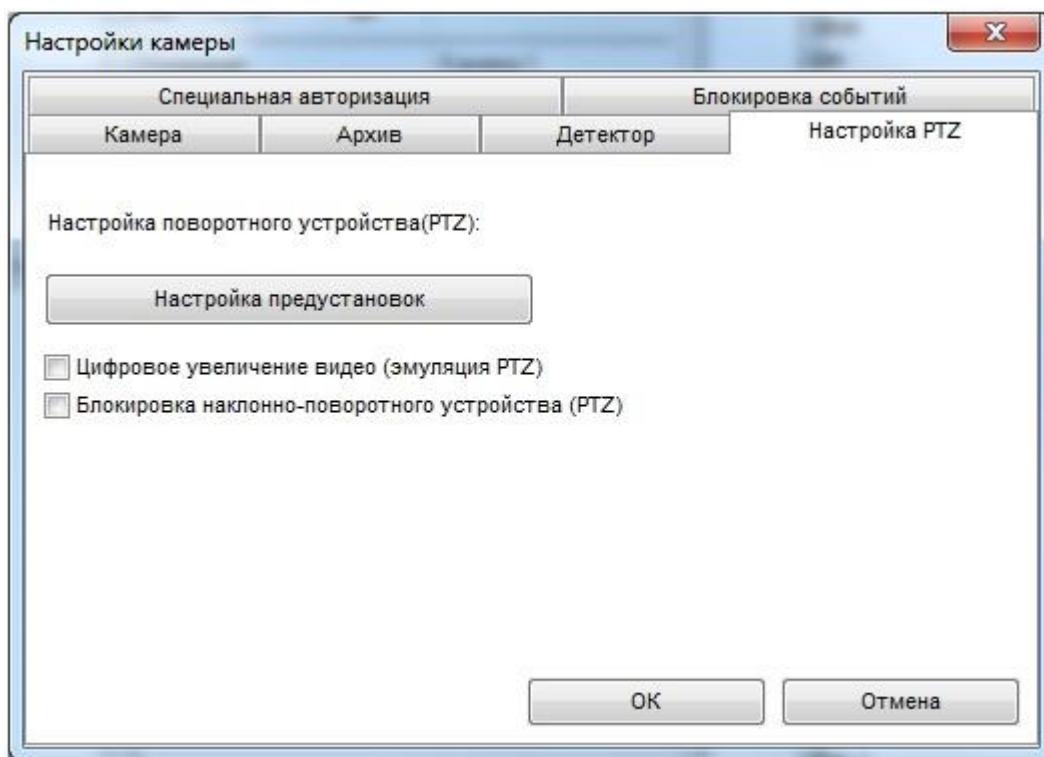 Настройки камеры
Специальная авторизация Блокировка событий
Камера Архив Детектор Настройка PTZ
Настройка поворотного устройства(PTZ):
Настройка предустановок
Цифровое увеличение видео (эмуляция PTZ)
Блокировка наклонно-поворотного устройства (PTZ)
ОК Отмена